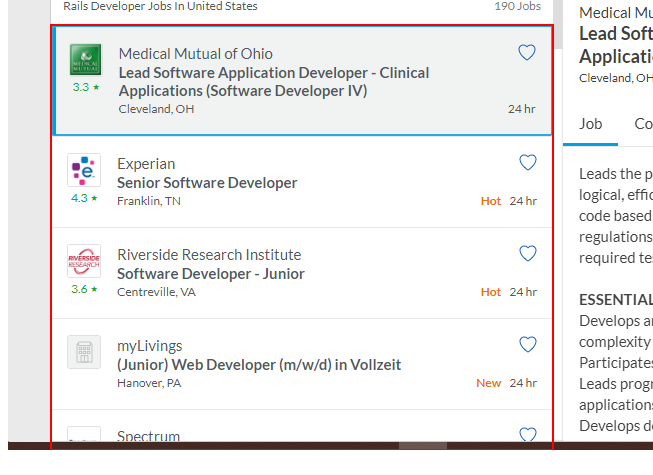 Rails Developer Jobs In United States
190 Jobs
MEDICAL MUTUAL
3.3 ★
Medical Mutual of Ohio
Lead Software Application Developer - Clinical
Applications (Software Developer IV)
Cleveland, OH
24 hr
4.3 ★
Experian
Senior Software Developer
Franklin, TN
Hot 24 hr
RIVERSIDE
RESEARCH
3.6 ★
Riverside Research Institute
Software Developer - Junior
Centreville, VA
Hot 24 hr
myLivings
(Junior) Web Developer (m/w/d) in Vollzeit
Hanover, PA
New 24 hr
Spectrum
Medical Mu
Lead Soft
Applicati
Cleveland, OH
Job Co
Leads the p
logical, effic
code based
regulations
required te
ESSENTIAL
Develops a
complexity
Participates
Leads progr
applications
Develops d